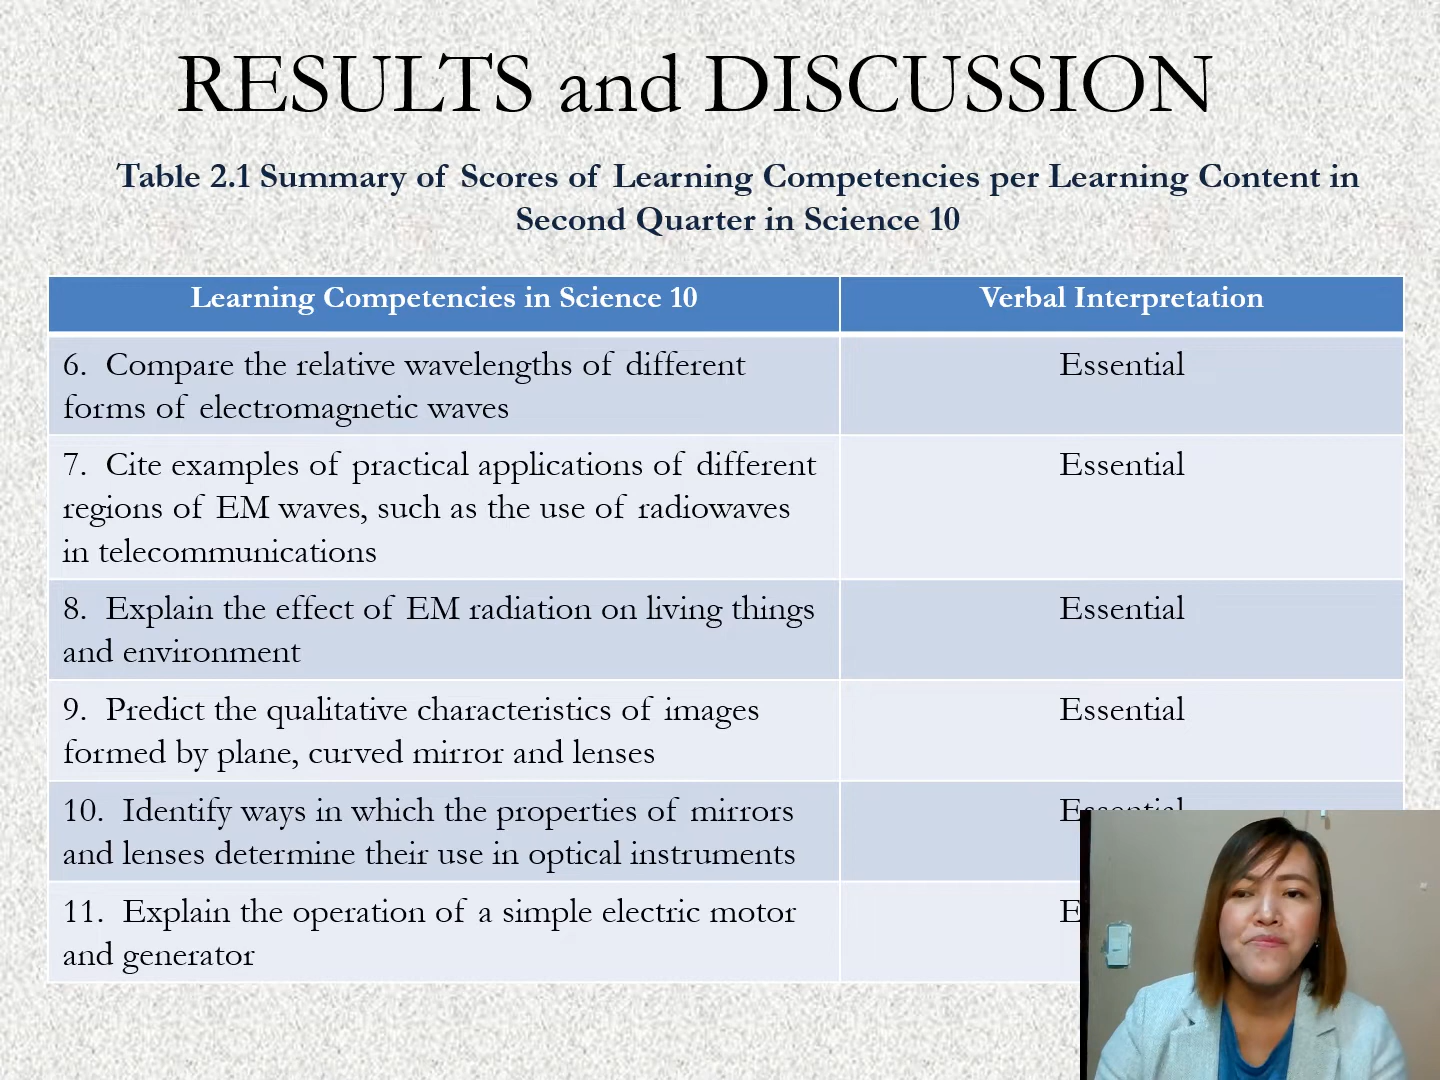 RESULTS and DISCUSSION
Table 2.1 Summary of Scores of Learning Competencies per Learning Content in
Second Quarter in Science 10
Learning Competencies in Science 10
Verbal Interpretation
6. Compare the relative wavelengths of different
forms of electromagnetic waves
Essential
7. Cite examples of practical applications of different
regions of EM waves, such as the use of radiowaves
in telecommunications
Essential
8. Explain the effect of EM radiation on living things
and environment
Essential
9. Predict the qualitative characteristics of images
formed by plane, curved mirror and lenses
Essential
10. Identify ways in which the properties of mirrors
and lenses determine their use in optical instruments
Essential
11. Explain the operation of a simple electric motor
and generator